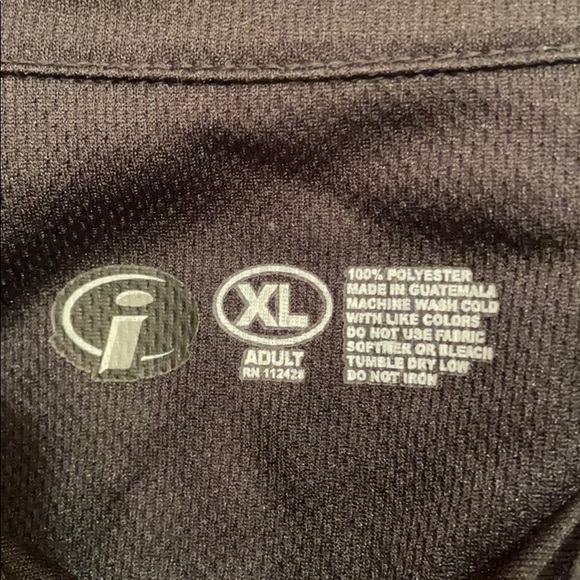 i
XL
ADULT
RN 112428
100% POLYESTER
MADE IN GUATEMALA
MACHINE WASH COLD
WITH LIKE COLORS
DO NOT USE FABRIC
SOFTNER OR BLEACH
TUMBLE DRY LOW
DO NOT IRON